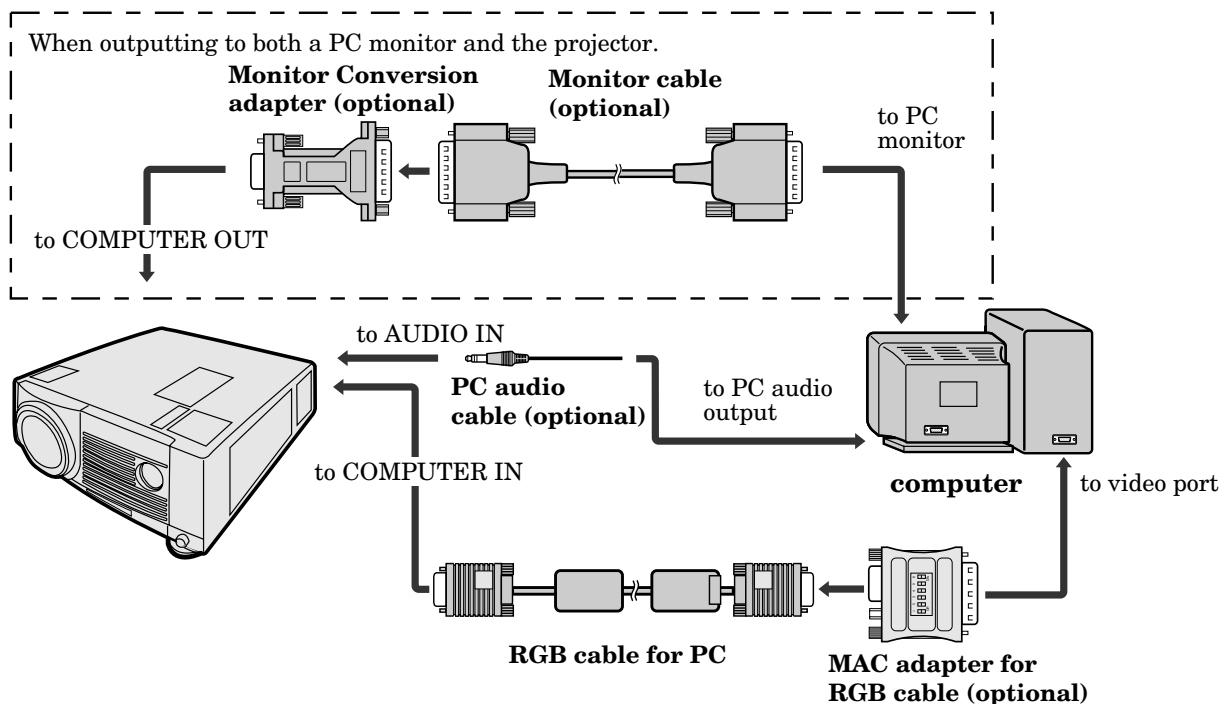 When outputting to both a PC monitor and the projector.
Monitor Conversion
adapter (optional)
Monitor cable
(optional)
to PC
monitor
to COMPUTER OUT
to AUDIO IN
PC audio
cable (optional)
to PC audio
output
to COMPUTER IN
computer
to video port
RGB cable for PC
MAC adapter for
RGB cable (optional)